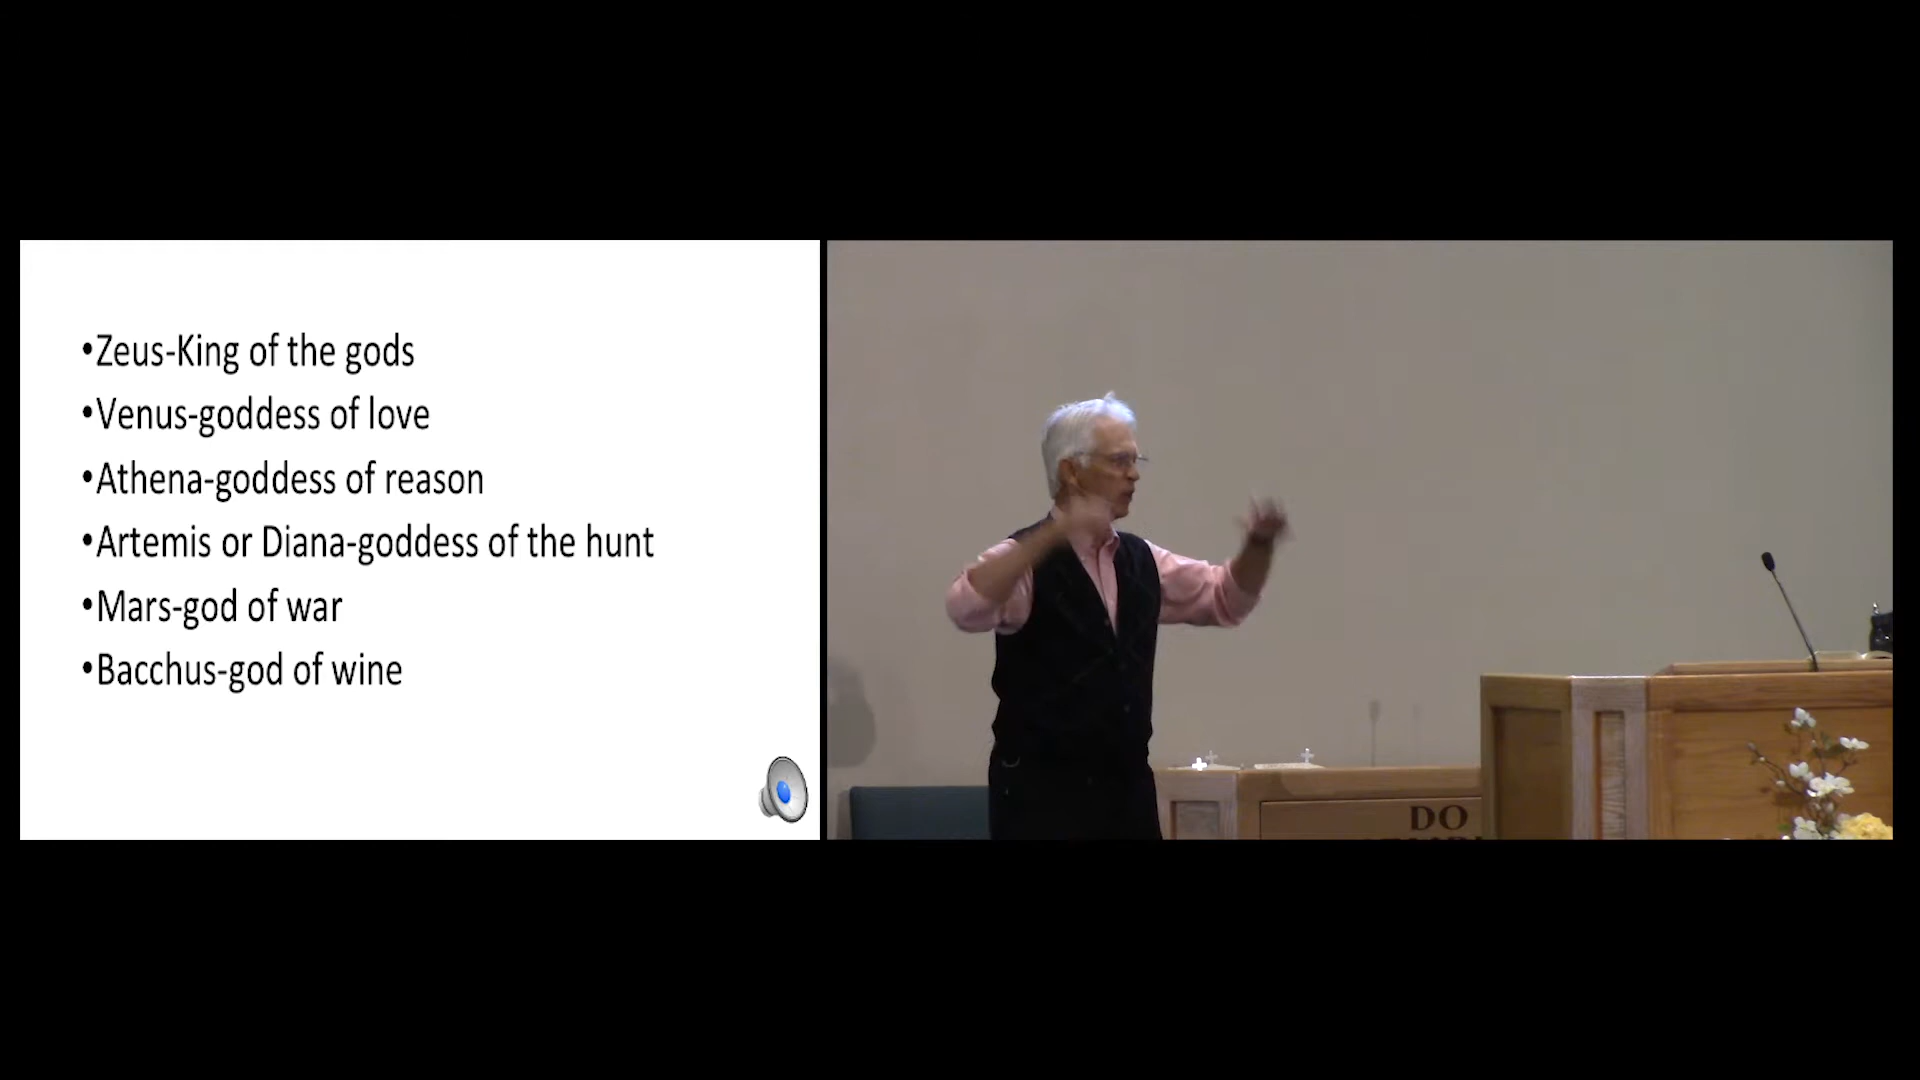 •Zeus-King of the gods
•Venus-goddess of love
•Athena-goddess of reason
•Artemis or Diana-goddess of the hunt
•Mars-god of war
•Bacchus-god of wine
DO